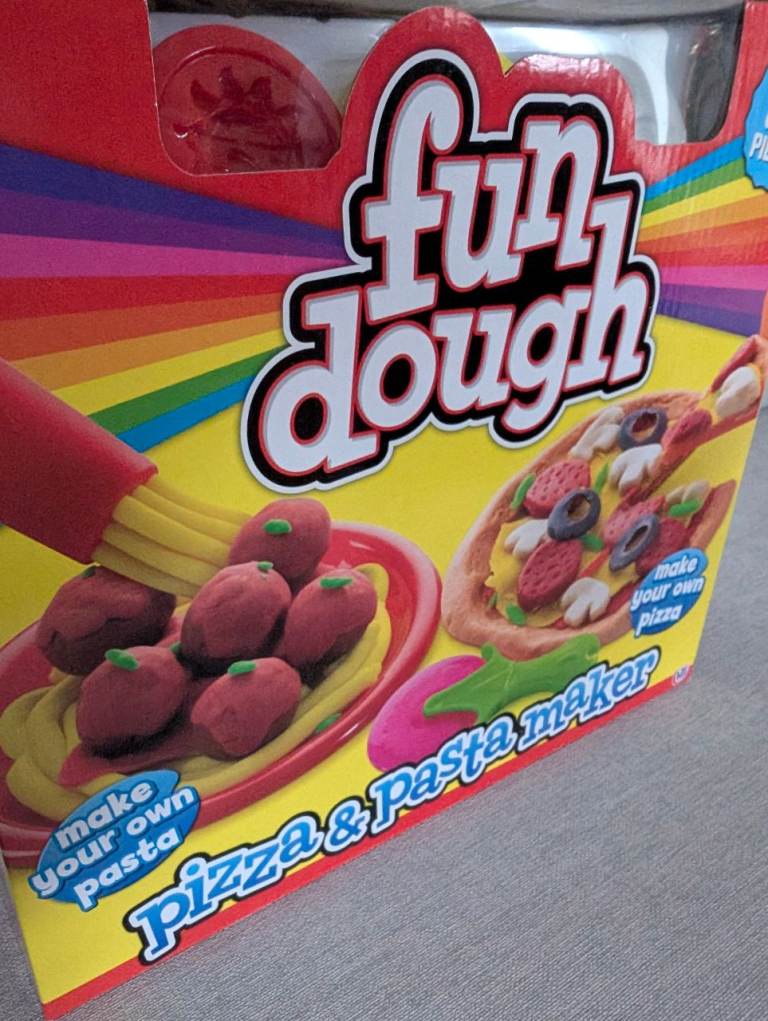 fun
dough
make
your own
pizza
make
your own
pasta
pizza & pasta maker